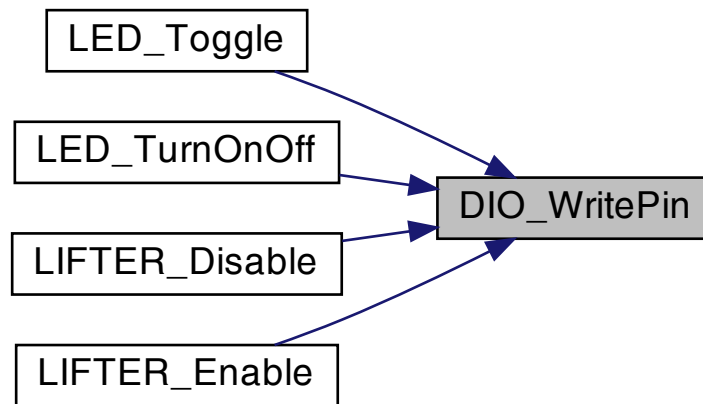 LED_Toggle
LED_TurnOnOff
DIO_WritePin
LIFTER_Disable
LIFTER_Enable